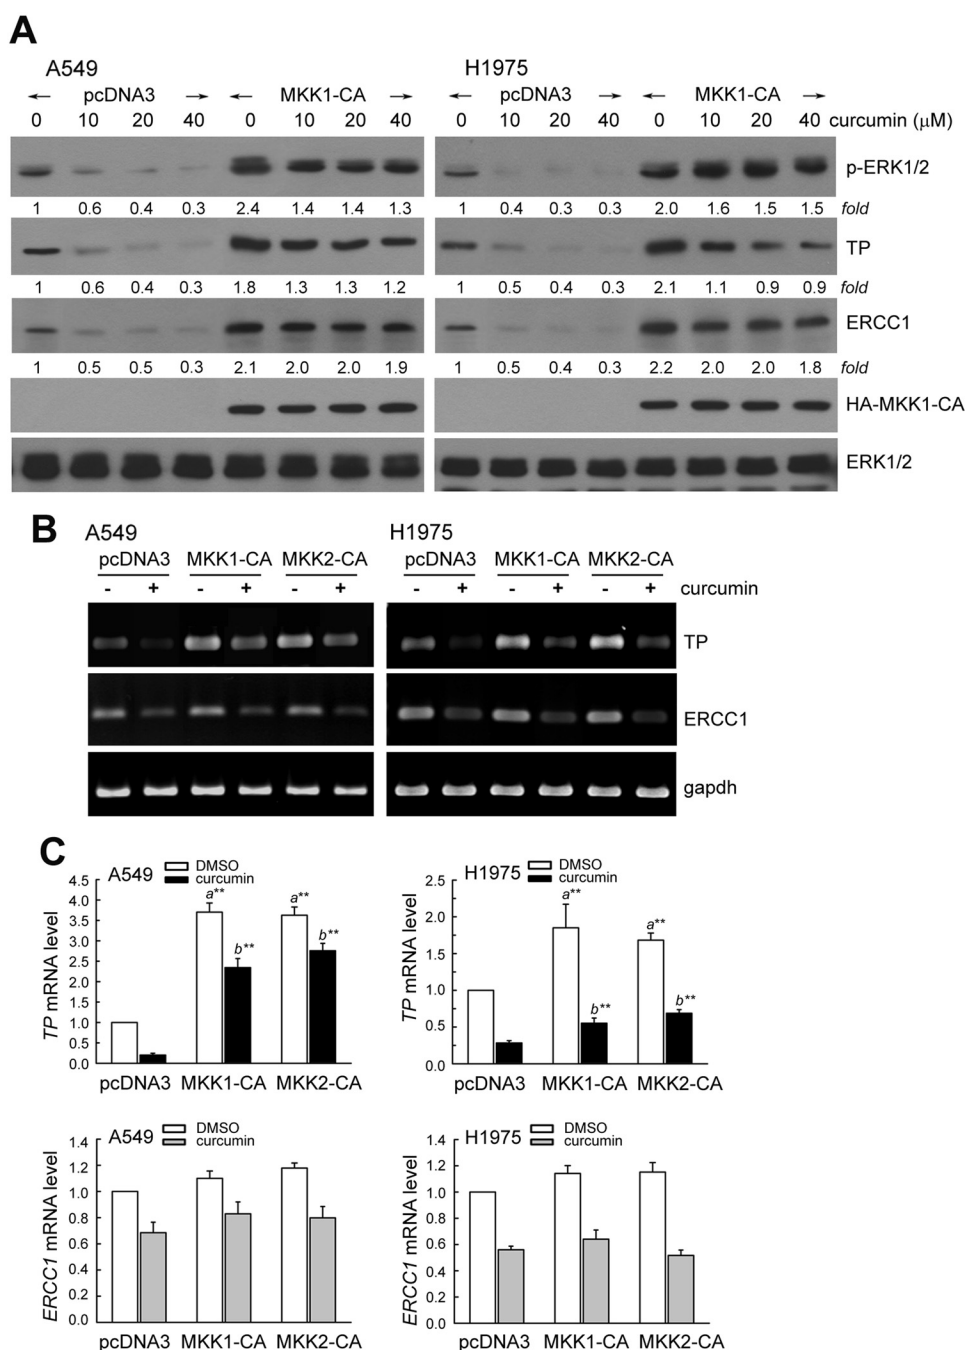 A
A549 H1975
← pcDNA3 → ← MKK1-CA → ← pcDNA3 → ← MKK1-CA →
0 10 20 40 0 10 20 40 0 10 20 40 0 10 20 40 curcumin (μM)
p-ERK1/2
1 0.6 0.4 0.3 2.4 1.4 1.4 1.3 1 0.4 0.3 0.3 2.0 1.6 1.5 1.5 fold
TP
1 0.6 0.4 0.3 1.8 1.3 1.3 1.2 1 0.5 0.4 0.3 2.1 1.1 0.9 0.9 fold
ERCC1
1 0.5 0.5 0.3 2.1 2.0 2.0 1.9 1 0.5 0.4 0.3 2.2 2.0 2.0 1.8 fold
HA-MKK1-CA
ERK1/2
B
A549 H1975
pcDNA3 MKK1-CA MKK2-CA pcDNA3 MKK1-CA MKK2-CA
- + - + - + - + - + - + curcumin
TP
ERCC1
gapdh
C
A549
DMSO
curcumin
TP mRNA level
4.5
4.0
3.5
3.0
2.5
2.0
1.5
1.0
0.5
0.0
a** a**
b** b**
pcDNA3 MKK1-CA MKK2-CA
H1975
DMSO
curcumin
TP mRNA level
2.5
2.0
1.5
1.0
0.5
0.0
a** a**
b** b**
pcDNA3 MKK1-CA MKK2-CA
A549
DMSO
curcumin
ERCC1 mRNA level
1.4
1.2
1.0
0.8
0.6
0.4
0.2
0.0
pcDNA3 MKK1-CA MKK2-CA
H1975
DMSO
curcumin
ERCC1 mRNA level
1.4
1.2
1.0
0.8
0.6
0.4
0.2
0.0
pcDNA3 MKK1-CA MKK2-CA